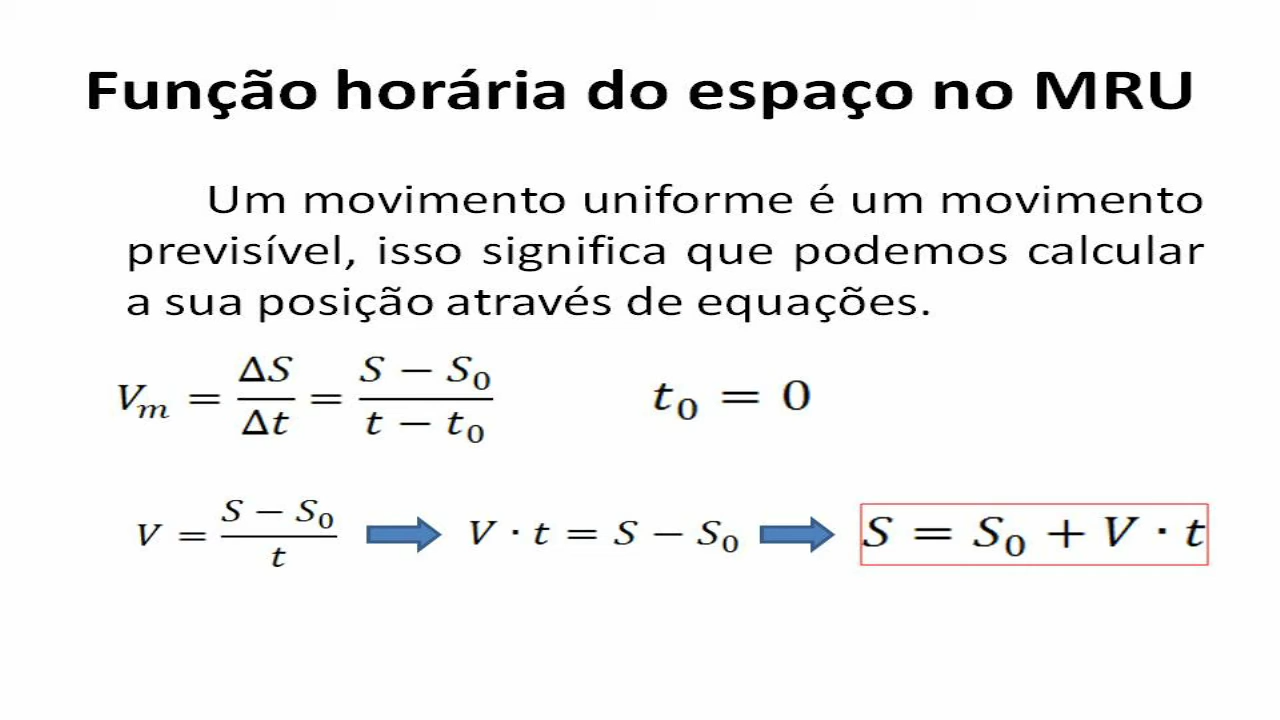 Função horária do espaço no MRU
Um movimento uniforme é um movimento
previsível, isso significa que podemos calcular
a sua posição através de equações.
V_m = ΔS/Δt = (S − S_0)/(t − t_0)    t_0 = 0
V = (S − S_0)/t    V · t = S − S_0    S = S_0 + V · t